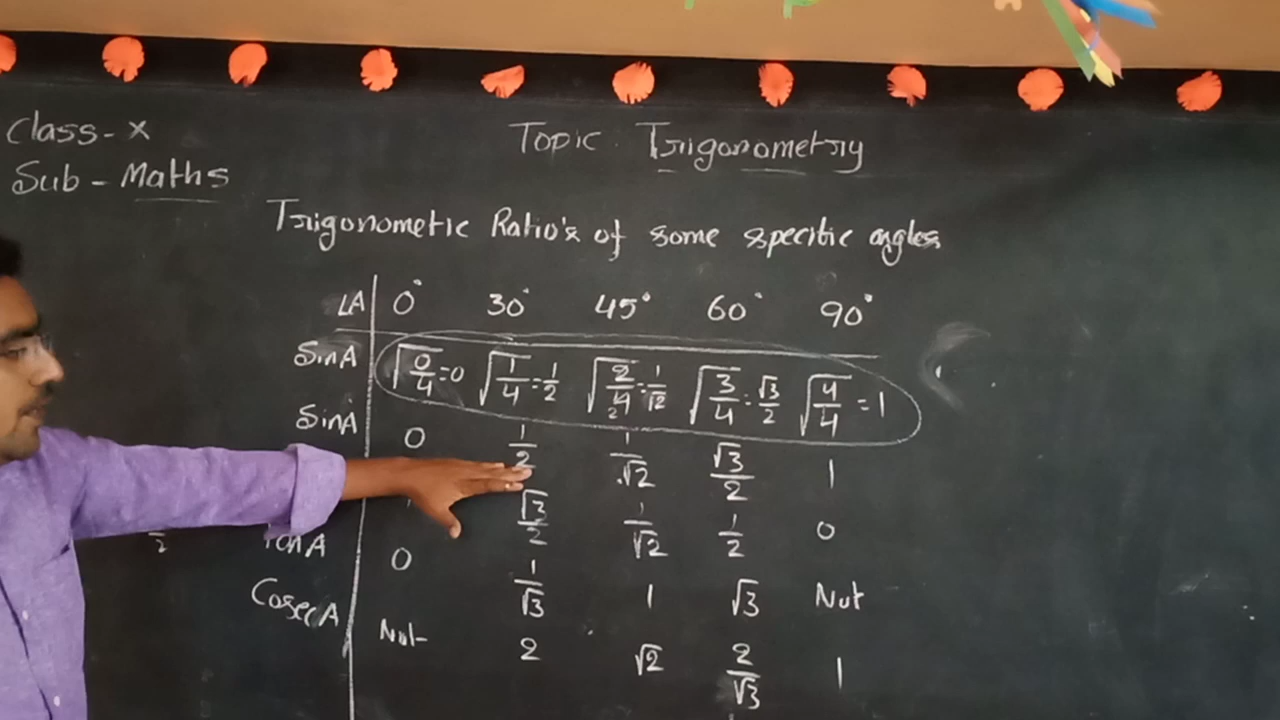 Class - X
Topic : Trigonometry
Sub - Maths
Trigonometric Ratio's of some specific angles
∠A 0° 30° 45° 60° 90°
SinA √0/4=0 √1/4=1/2 √2/4=1/√2 √3/4=√3/2 √4/4=1
SinA 0 1/2 1/√2 √3/2 1
√3/2 1/√2 1/2 0
TanA 0 1/√3 1 √3 Not
CosecA Not 2 √2 2/√3 1